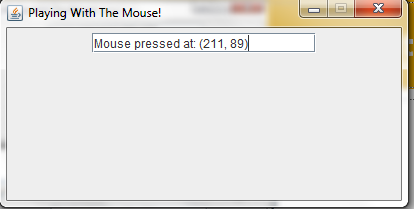 Playing With The Mouse!
Mouse pressed at: (211, 89)